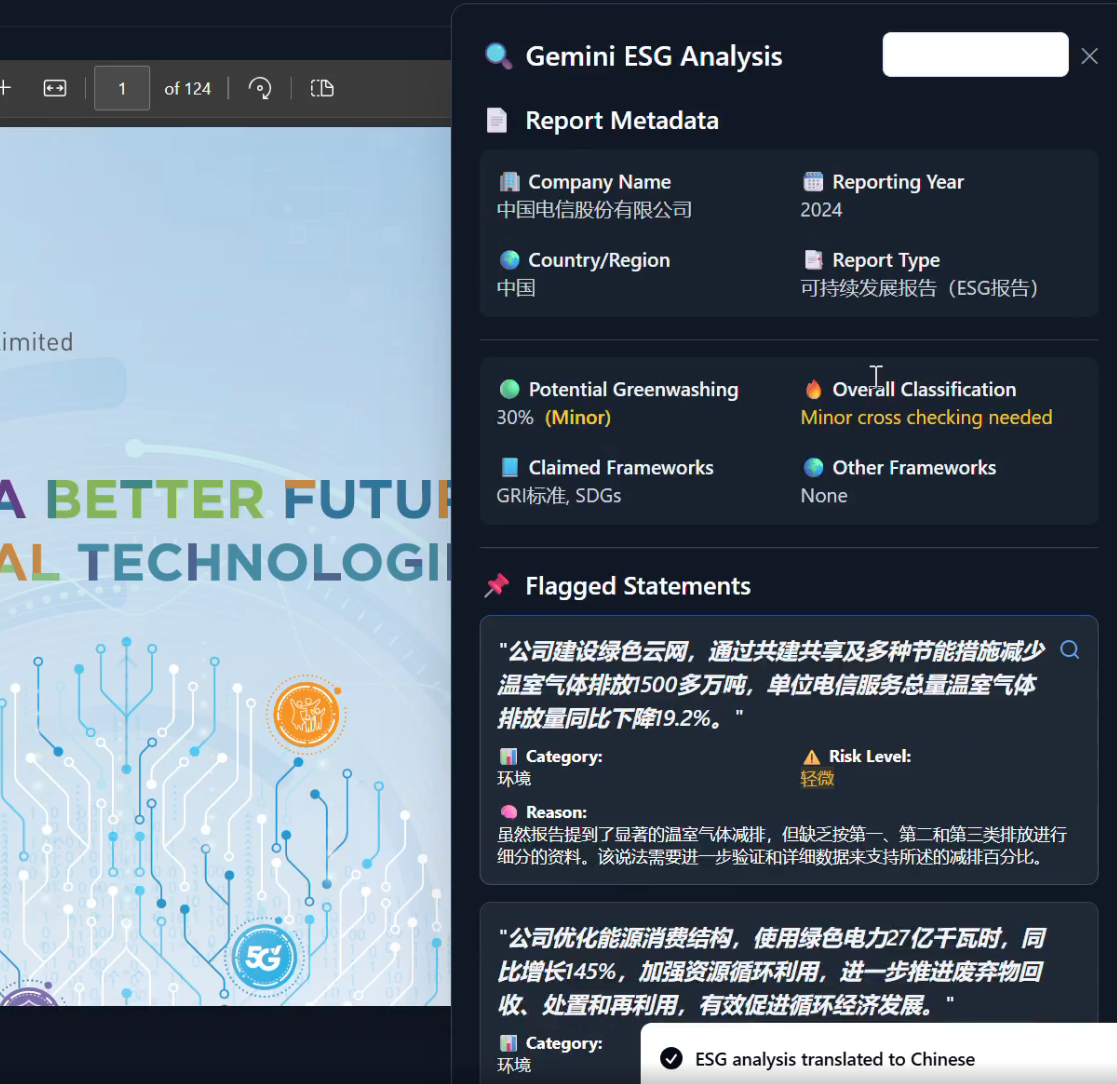 Gemini ESG Analysis
1 of 124
Report Metadata
Company Name
中国电信股份有限公司
Reporting Year
2024
Country/Region
中国
Report Type
可持续发展报告（ESG报告）
Limited
Potential Greenwashing
30% (Minor)
Overall Classification
Minor cross checking needed
Claimed Frameworks
GRI标准, SDGs
Other Frameworks
None
A BETTER FUTUR
AL TECHNOLOGI
Flagged Statements
"公司建设绿色云网，通过共建共享及多种节能措施减少
温室气体排放1500多万吨，单位电信服务总量温室气体
排放量同比下降19.2%。"
Category:
环境
Risk Level:
轻微
Reason:
虽然报告提到了显著的温室气体减排，但缺乏按第一、第二和第三类排放进行
细分的资料。该说法需要进一步验证和详细数据来支持所述的减排百分比。
5G
"公司优化能源消费结构，使用绿色电力27亿千瓦时，同
比增长145%，加强资源循环利用，进一步推进废弃物回
收、处置和再利用，有效促进循环经济发展。"
Category:
环境
ESG analysis translated to Chinese